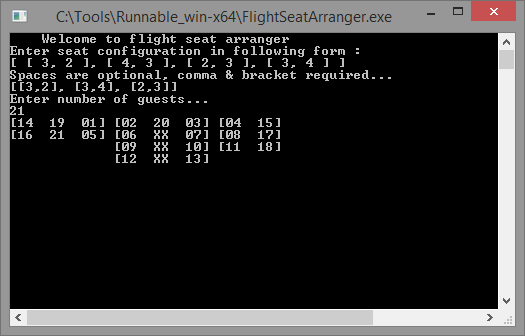 C:\Tools\Runnable_win-x64\FlightSeatArranger.exe
Welcome to flight seat arranger
Enter seat configuration in following form :
[ [ 3, 2 ], [ 4, 3 ], [ 2, 3 ], [ 3, 4 ] ]
Spaces are optional, comma & bracket required...
[[3,2], [3,4], [2,3]]
Enter number of guests...
21
[14 19 01] [02 20 03] [04 15]
[16 21 05] [06 XX 07] [08 17]
[09 XX 10] [11 18]
[12 XX 13]